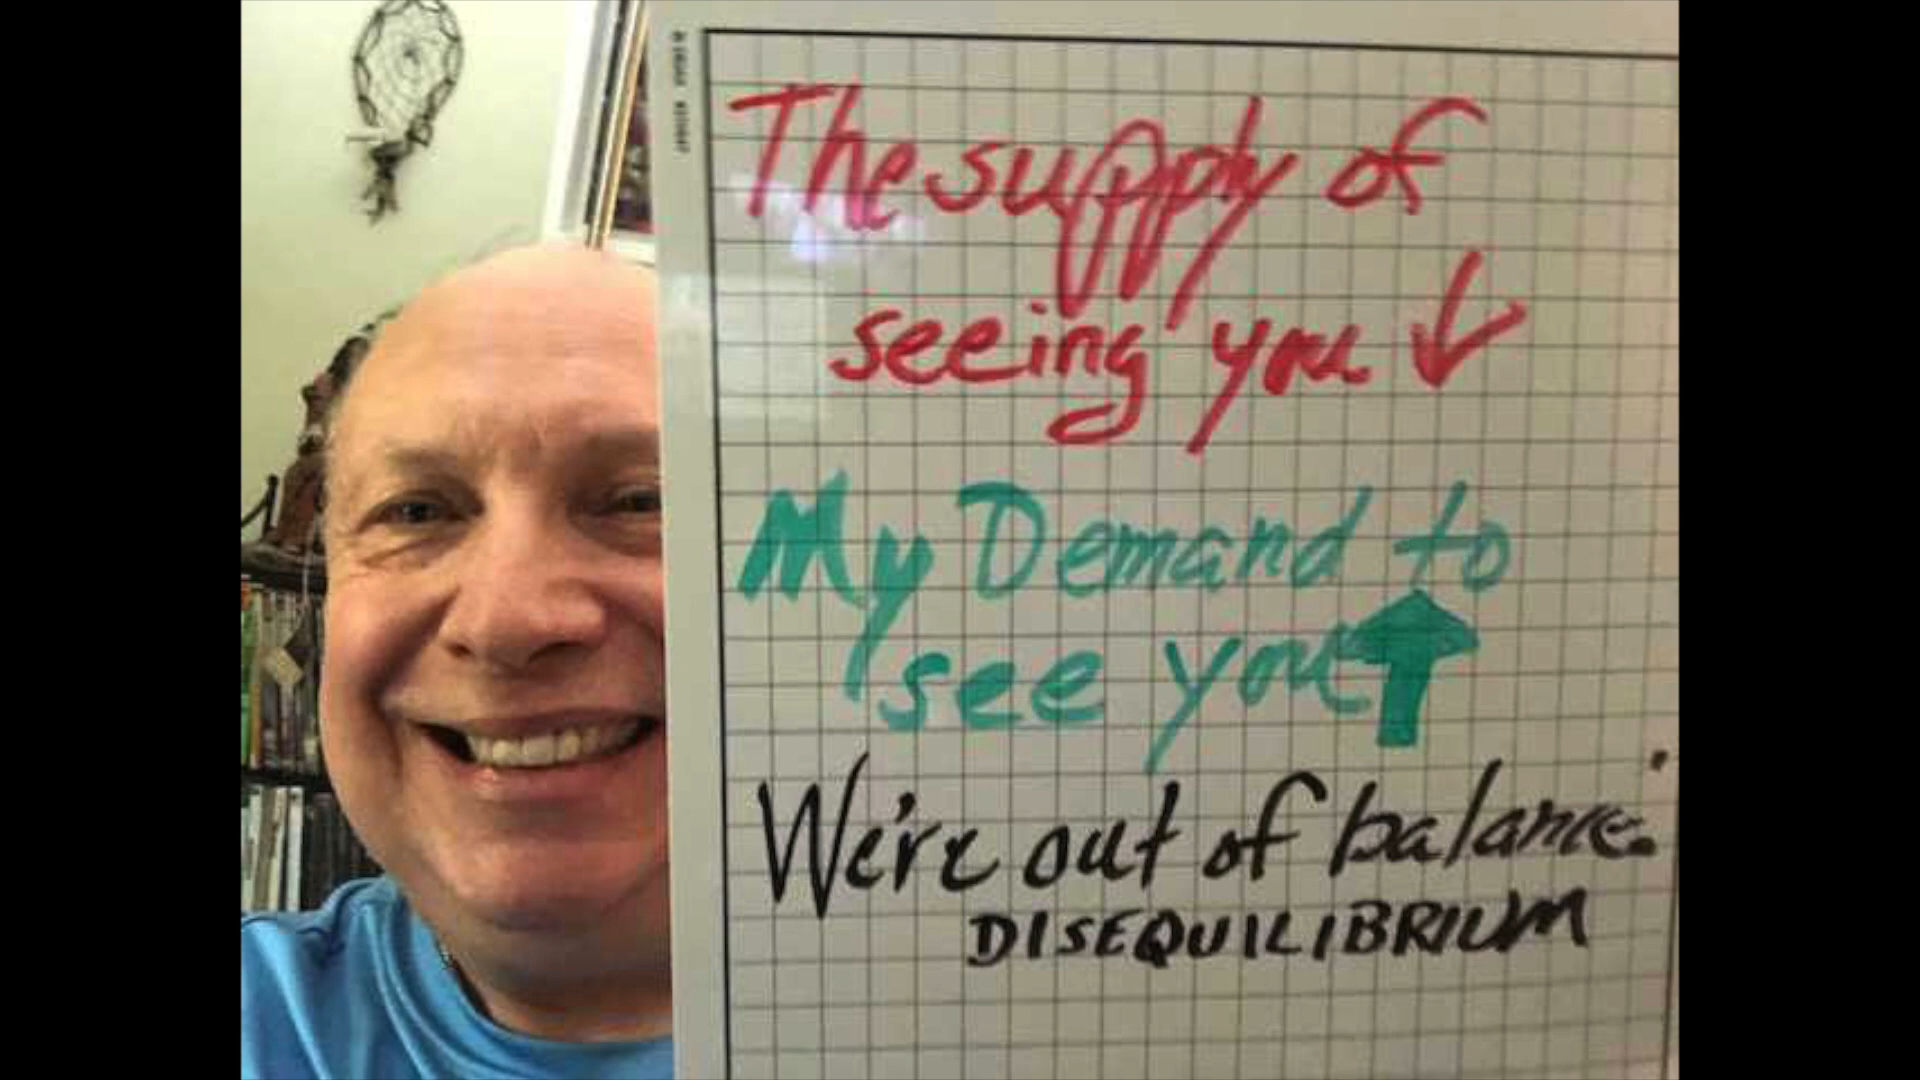 The supply of
seeing you ↓
My Demand to
see you ↑
We're out of balance.
DISEQUILIBRIUM